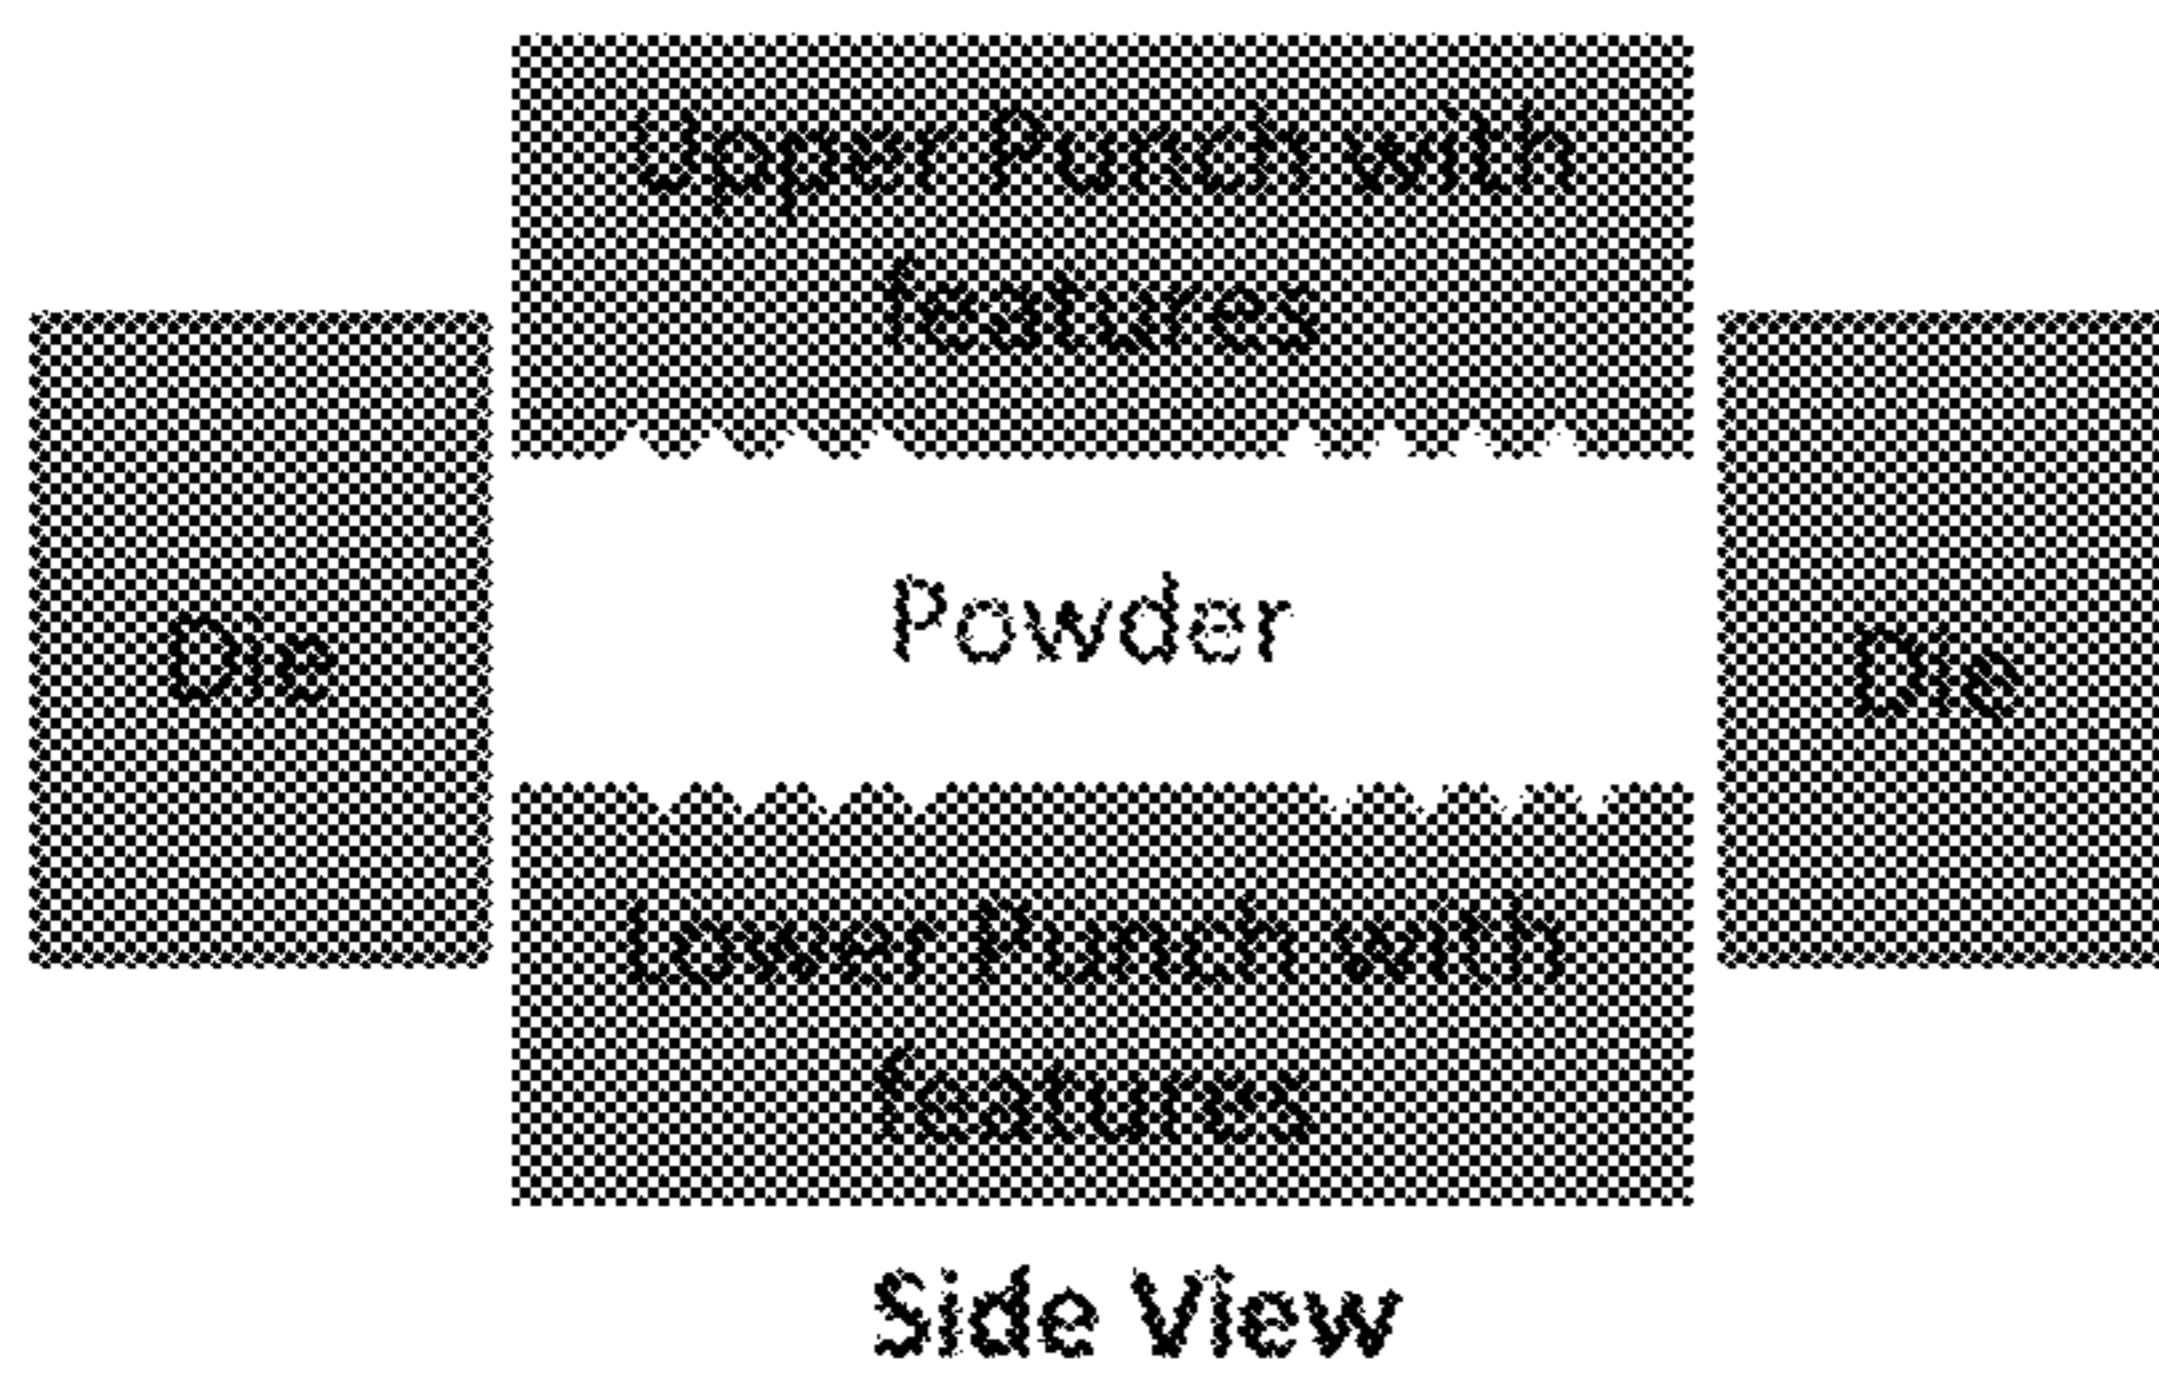 Upper Punch with
features
Die
Powder
Die
Lower Punch with
features
Side View